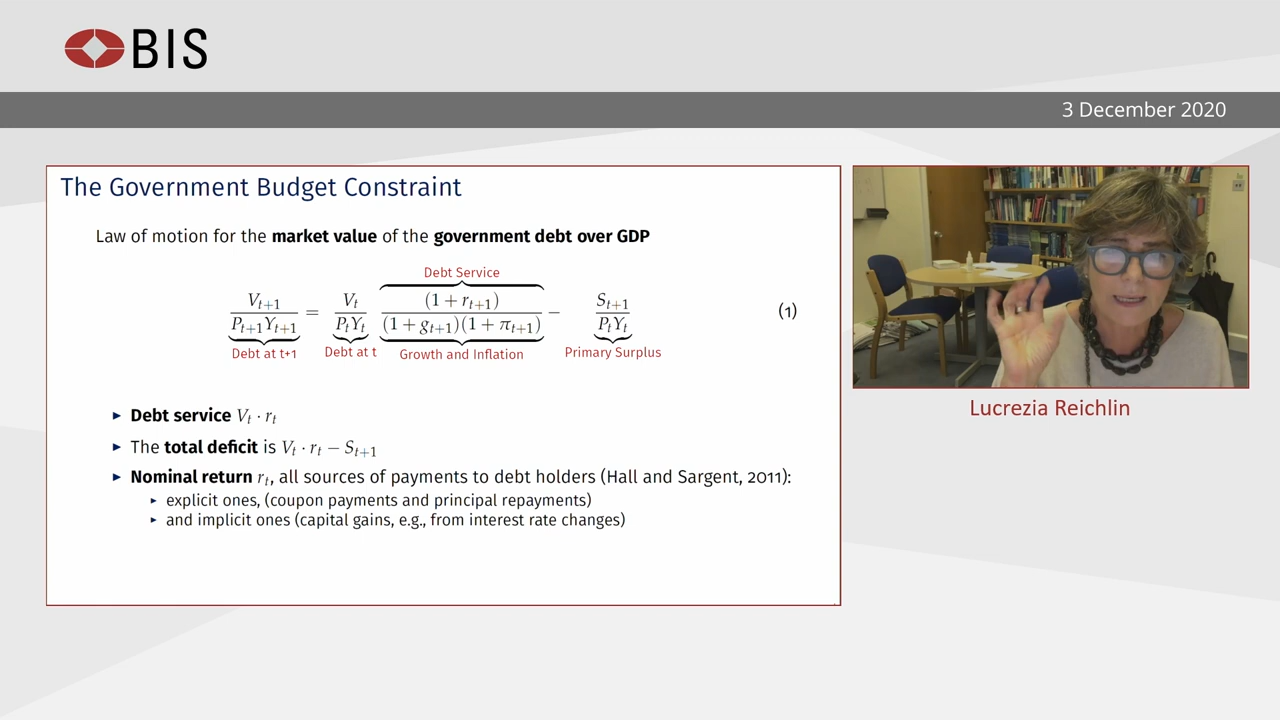 BIS
3 December 2020
The Government Budget Constraint
Law of motion for the market value of the government debt over GDP
Debt Service
V_{t+1} / P_{t+1}Y_{t+1} = V_t / P_tY_t (1 + r_{t+1}) / (1 + g_{t+1})(1 + π_{t+1}) − S_{t+1} / P_tY_t (1)
Debt at t+1 Debt at t Growth and Inflation Primary Surplus
► Debt service V_t · r_t
► The total deficit is V_t · r_t − S_{t+1}
► Nominal return r_t, all sources of payments to debt holders (Hall and Sargent, 2011):
► explicit ones, (coupon payments and principal repayments)
► and implicit ones (capital gains, e.g., from interest rate changes)
Lucrezia Reichlin